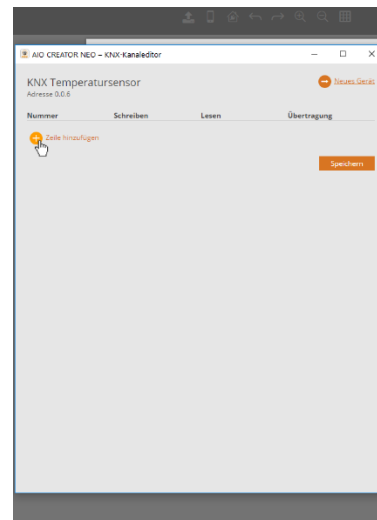 AIO CREATOR NEO – KNX-Kanaleditor
KNX Temperatursensor
Neues Gerät
Adresse 0.0.6
Nummer Schreiben Lesen Übertragung
Zeile hinzufügen
Speichern